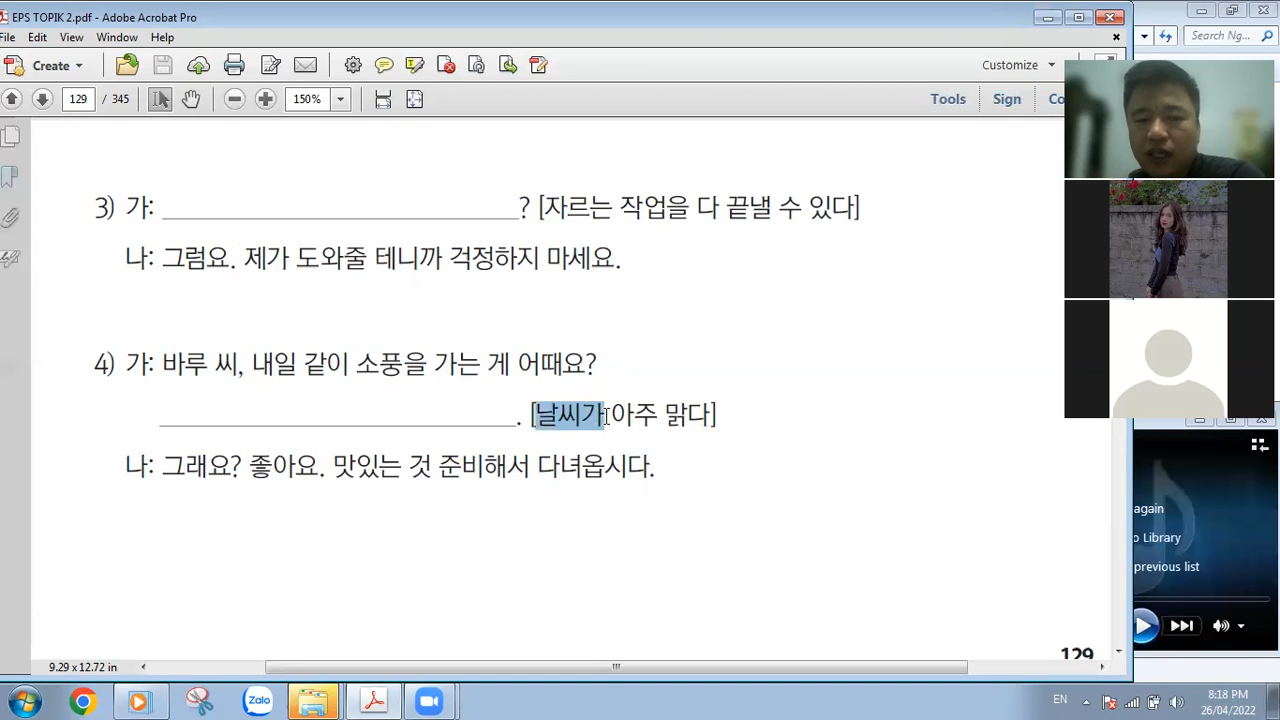 EPS TOPIK 2.pdf - Adobe Acrobat Pro
File Edit View Window Help
Search Ng...
Create
Customize
129 / 345
150%
Tools Sign Co
3) 가: ? [자르는 작업을 다 끝낼 수 있다]
나: 그럼요. 제가 도와줄 테니까 걱정하지 마세요.
4) 가: 바루 씨, 내일 같이 소풍을 가는 게 어때요?
. [날씨가 아주 맑다]
나: 그래요? 좋아요. 맛있는 것 준비해서 다녀옵시다.
again
o Library
previous list
129
9.29 x 12.72 in
Zalo
EN
8:18 PM
26/04/2022